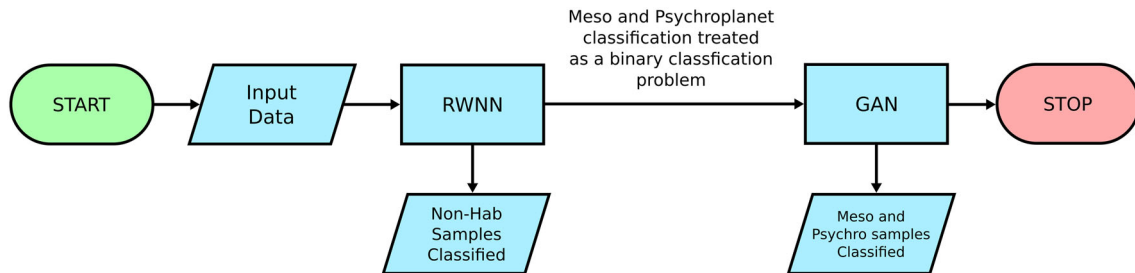 START
Input
Data
RWNN
Meso and Psychroplanet
classification treated
as a binary classfication
problem
GAN
STOP
Non-Hab
Samples
Classified
Meso and
Psychro samples
Classified